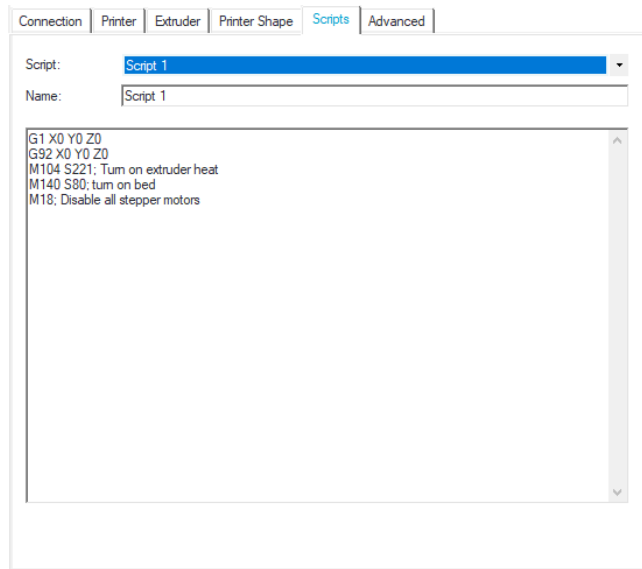 Connection Printer Extruder Printer Shape Scripts Advanced
Script: Script 1
Name: Script 1
G1 X0 Y0 Z0
G92 X0 Y0 Z0
M104 S221; Turn on extruder heat
M140 S80; turn on bed
M18; Disable all stepper motors